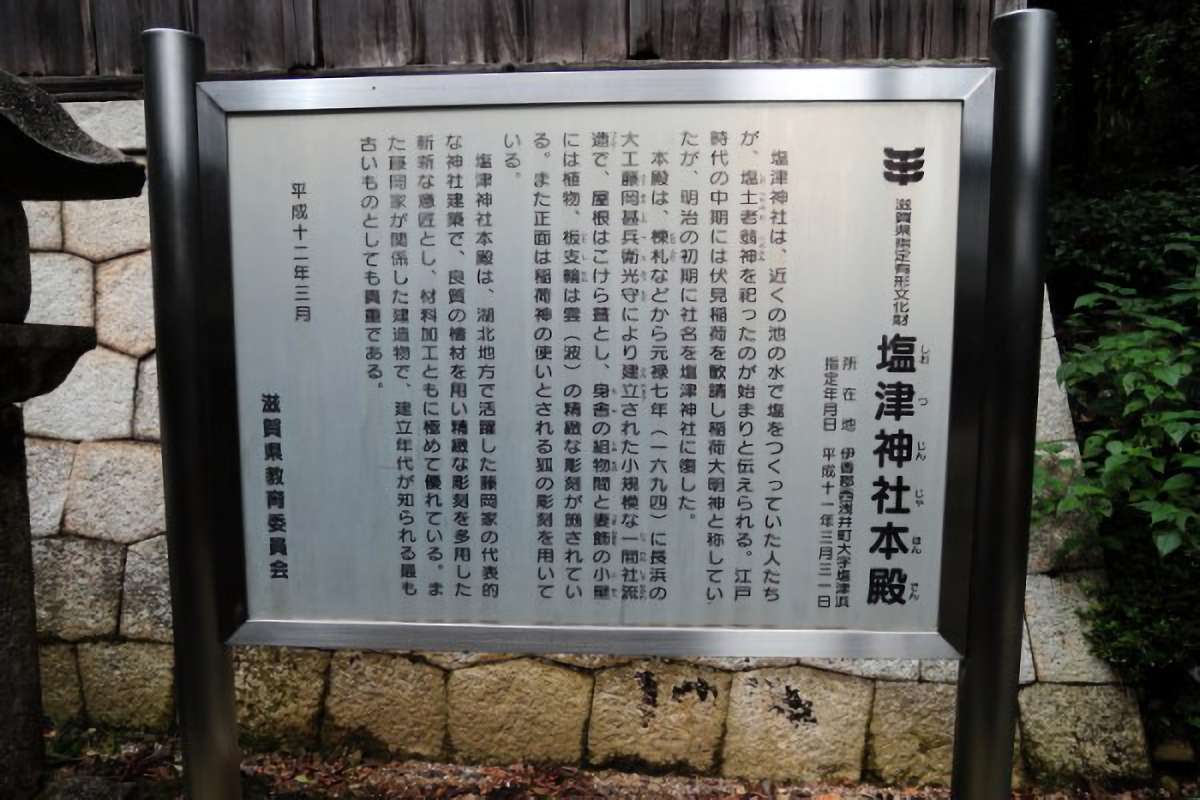 滋賀県指定有形文化財
塩津神社本殿
しおつじんじゃほんでん
所在地 伊香郡西浅井町大字塩津浜
指定年月日 平成十一年三月三一日
塩津神社は、近くの池の水で塩をつくっていた人たち
が、塩土老翁神を祀ったのが始まりと伝えられる。江戸
時代の中期には伏見稲荷を勧請し稲荷大明神と称してい
たが、明治の初期に社名を塩津神社に復した。
本殿は、棟札などから元禄七年（一六九四）に長浜の
大工藤岡甚兵衛光守により建立された小規模な一間社流
造で、屋根はこけら葺とし、身舎の組物間と妻飾の小屋
には植物、板支輪は雲（波）の精緻な彫刻が施されてい
る。また正面は稲荷神の使いとされる狐の彫刻を用いて
いる。
塩津神社本殿は、湖北地方で活躍した藤岡家の代表的
な神社建築で、良質の檜材を用い精緻な彫刻を多用した
斬新な意匠とし、材料加工ともに極めて優れている。ま
た藤岡家が関係した建造物で、建立年代が知られる最も
古いものとしても貴重である。
平成十二年三月
滋賀県教育委員会